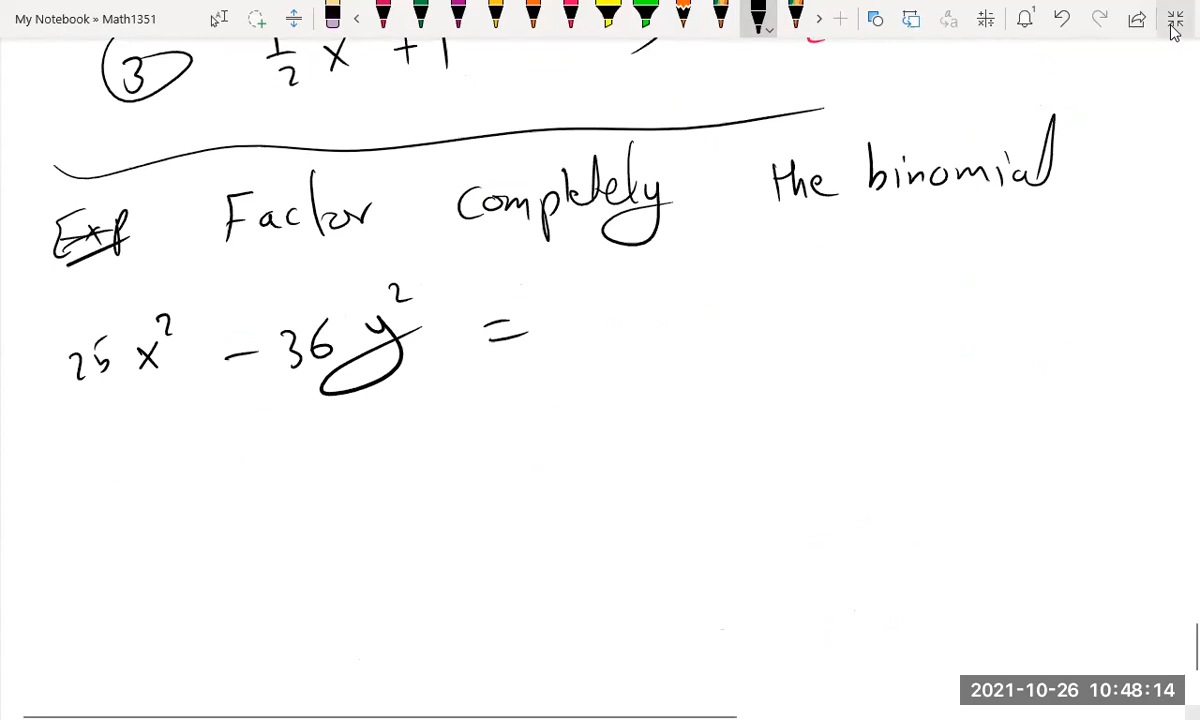 My Notebook » Math1351
3 1/2 x + 1
Exp Factor completely the binomial
25x² - 36y² =
2021-10-26 10:48:14